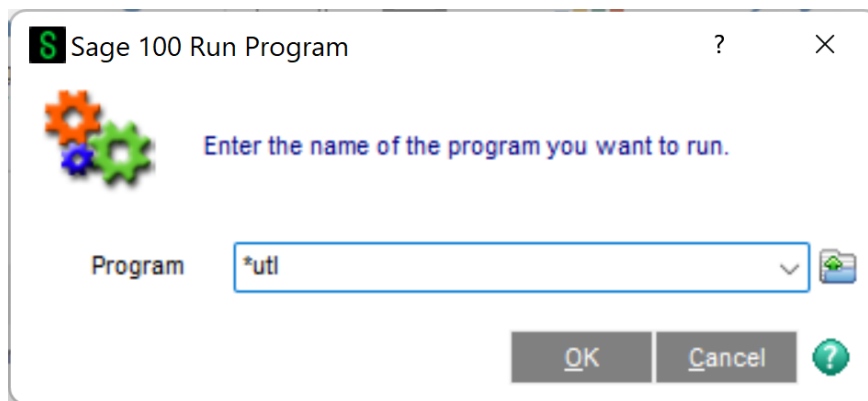 S Sage 100 Run Program ? X
Enter the name of the program you want to run.
Program *utl
OK Cancel ?